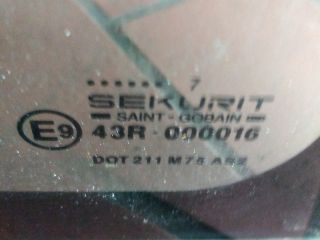 ...... 7
SEKURIT
SAINT-GOBAIN
E9 43R-000016
DOT 211 M75 AS2